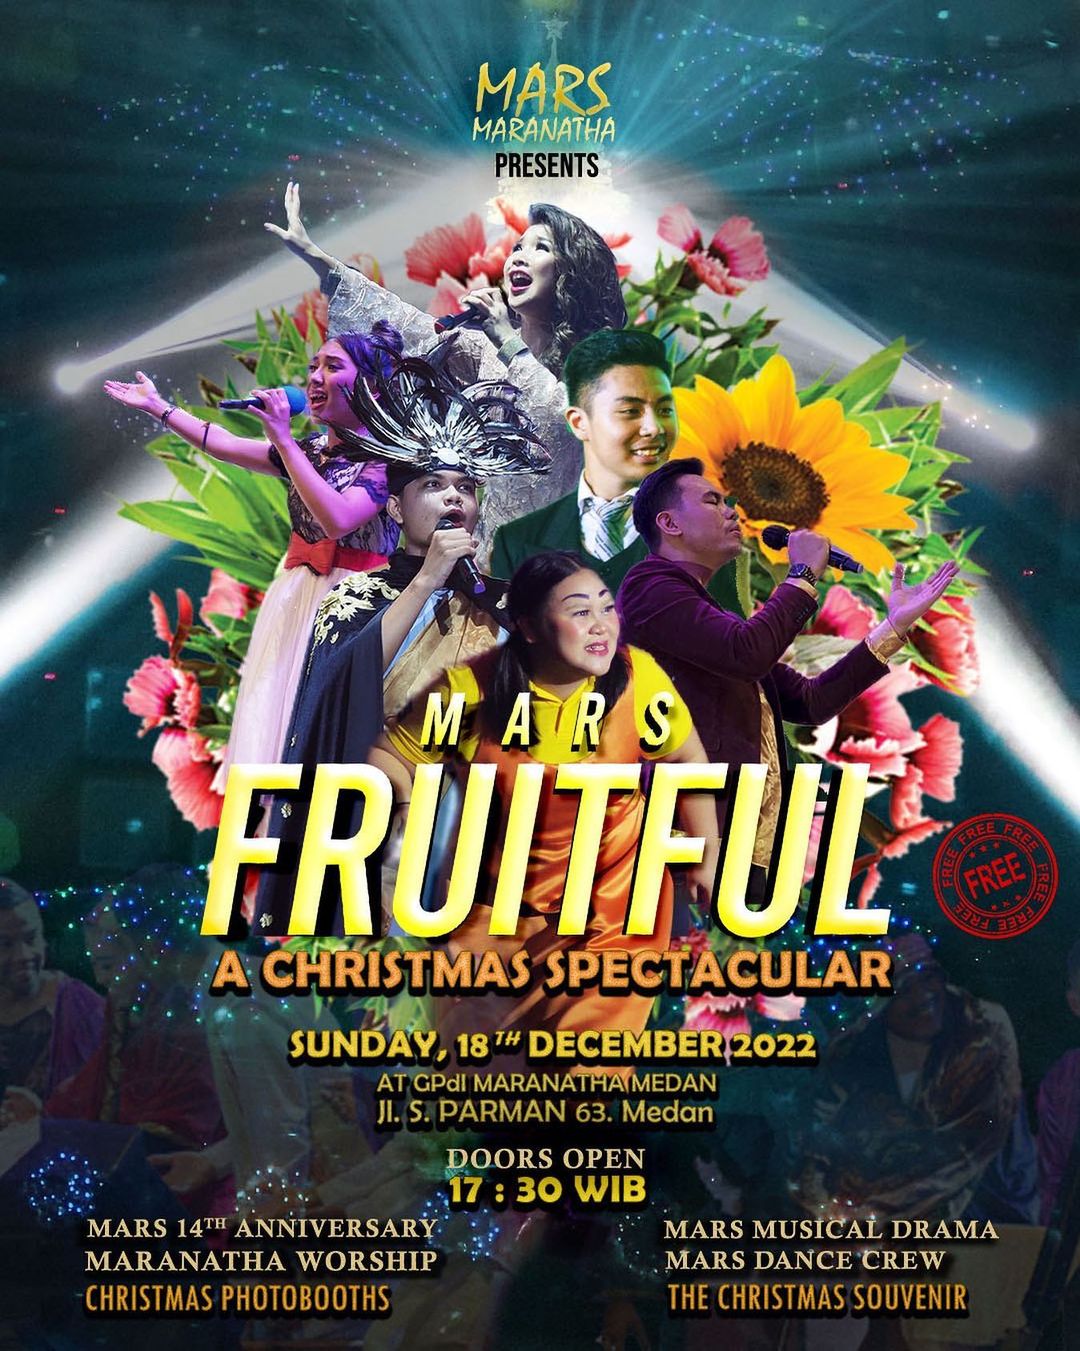 MARS
MARANATHA
PRESENTS
MARS
FRUITFUL
FREE FREE FREE FREE FREE FREE FREE
FREE
A CHRISTMAS SPECTACULAR
SUNDAY, 18TH DECEMBER 2022
AT GPdI MARANATHA MEDAN
Jl. S. PARMAN 63. Medan
DOORS OPEN
17 : 30 WIB
MARS 14TH ANNIVERSARY
MARANATHA WORSHIP
CHRISTMAS PHOTOBOOTHS
MARS MUSICAL DRAMA
MARS DANCE CREW
THE CHRISTMAS SOUVENIR